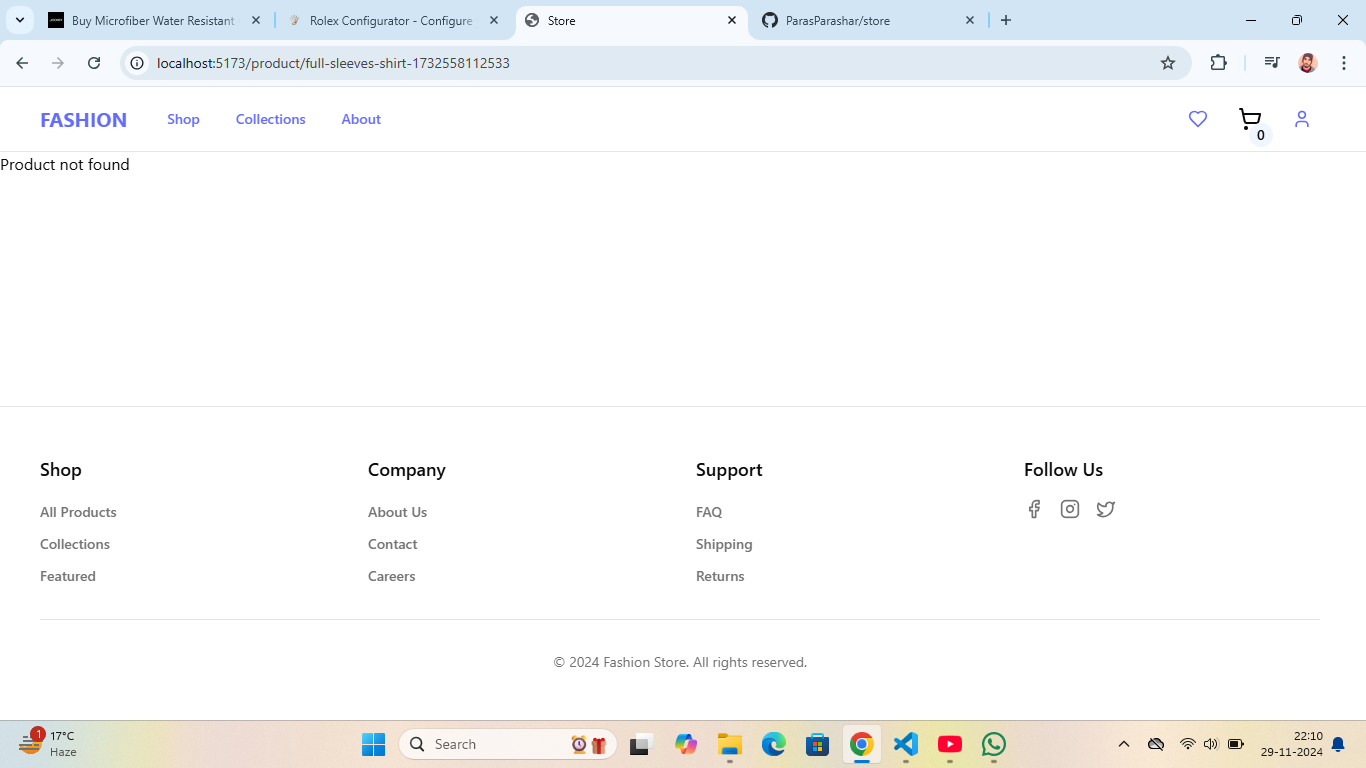 Buy Microfiber Water Resistant
Rolex Configurator - Configure
Store
ParasParashar/store
localhost:5173/product/full-sleeves-shirt-1732558112533
FASHION
Shop
Collections
About
0
Product not found
Shop
All Products
Collections
Featured
Company
About Us
Contact
Careers
Support
FAQ
Shipping
Returns
Follow Us
© 2024 Fashion Store. All rights reserved.
1
17°C
Haze
Search
22:10
29-11-2024